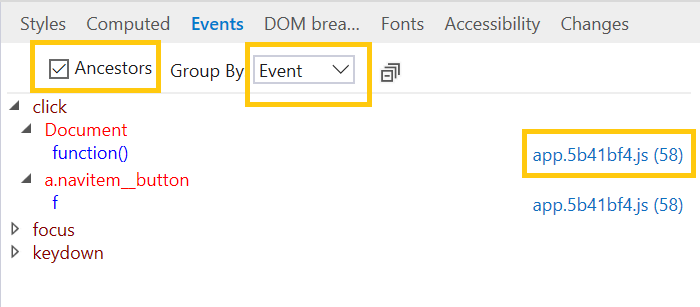 Styles Computed Events DOM brea... Fonts Accessibility Changes
Ancestors Group By Event
click
Document
function() app.5b41bf4.js (58)
a.navitem__button
f app.5b41bf4.js (58)
focus
keydown